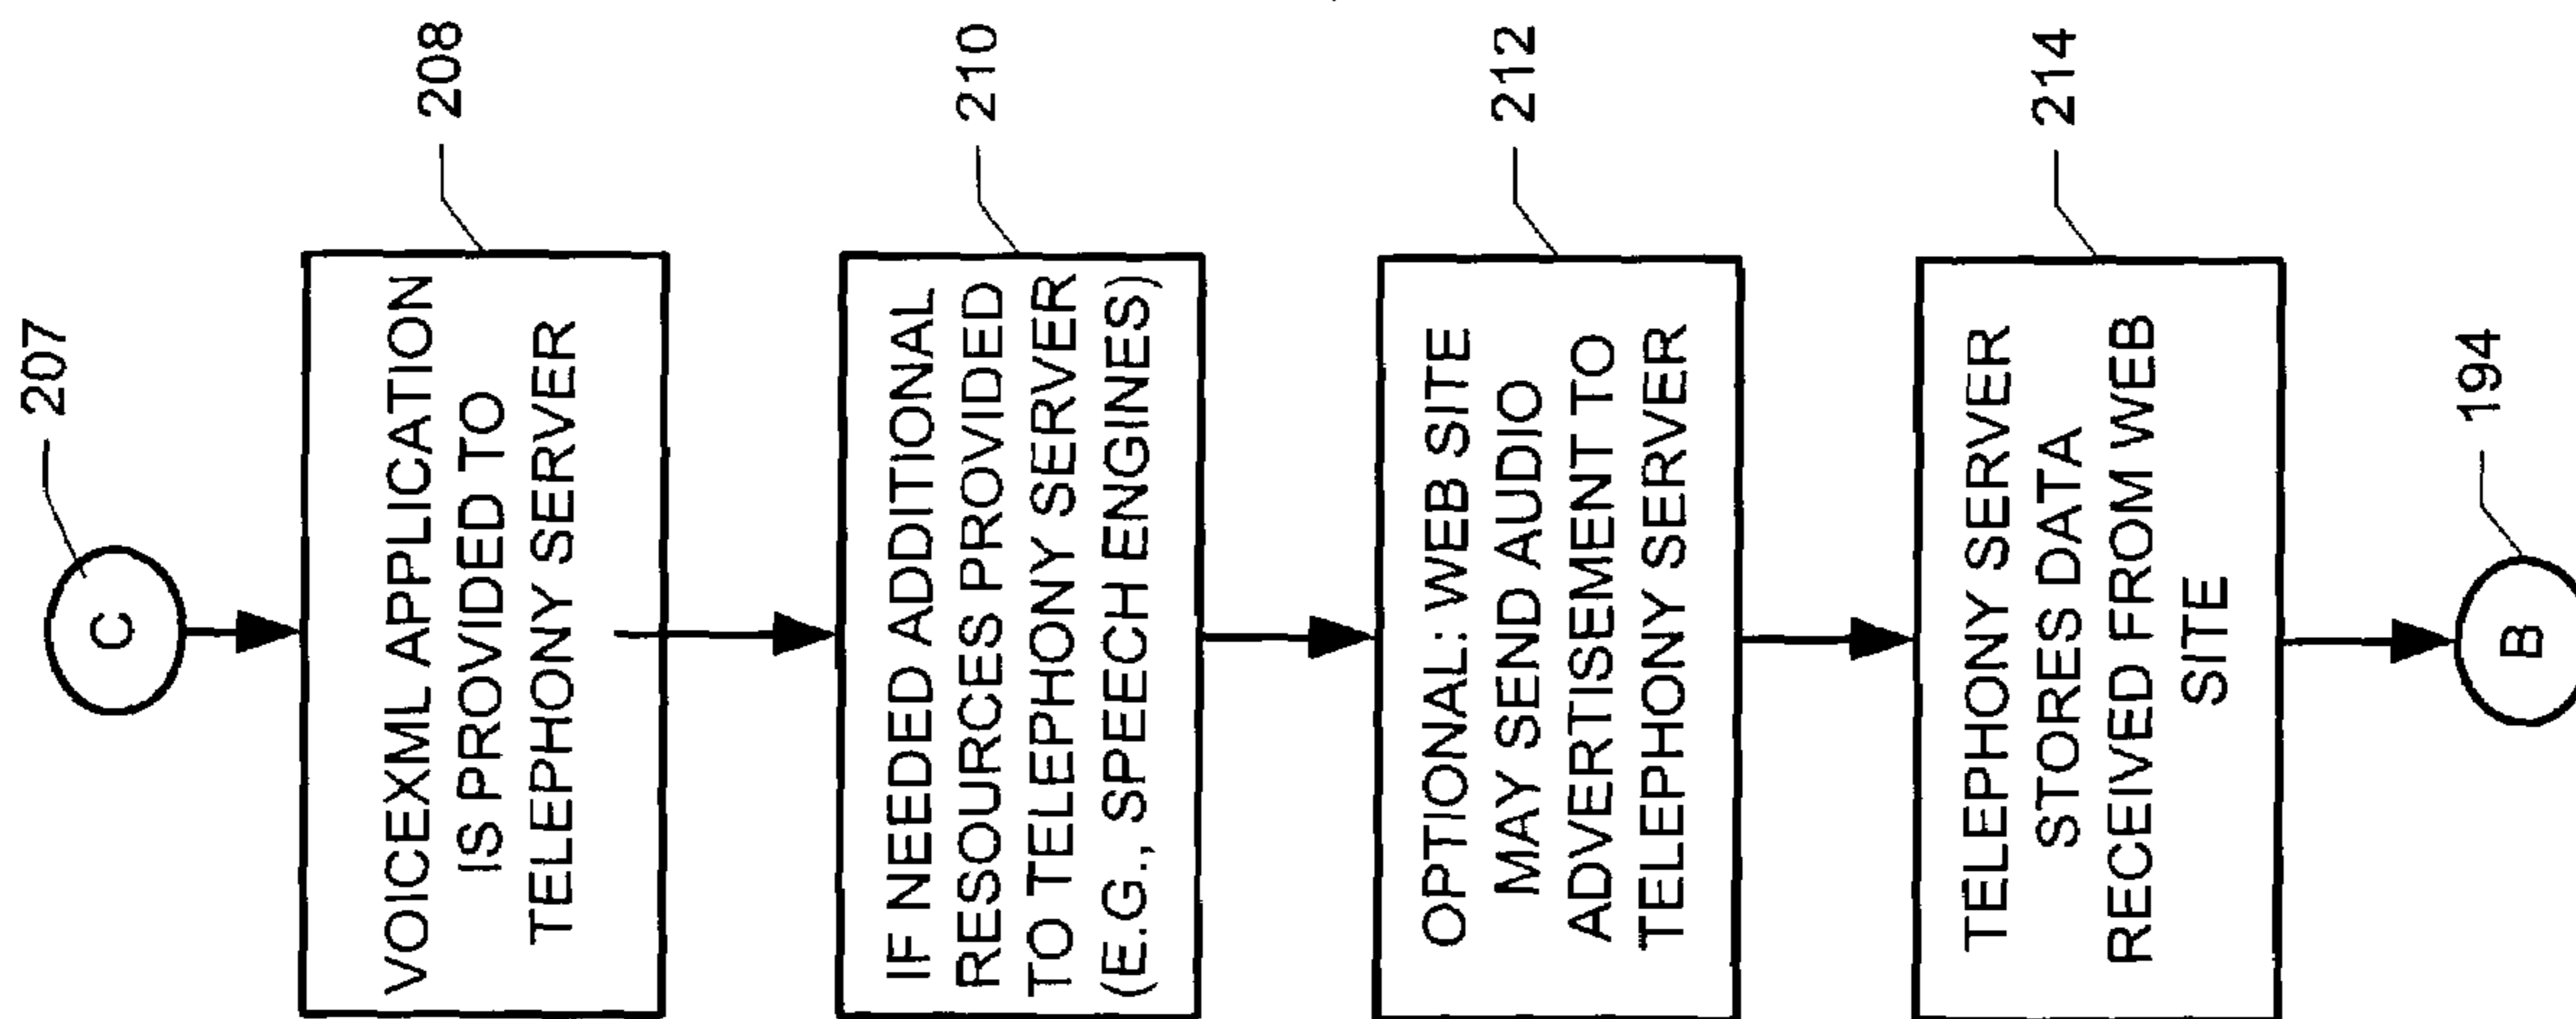 207
C
208
VOICEXML APPLICATION
IS PROVIDED TO
TELEPHONY SERVER
210
IF NEEDED ADDITIONAL
RESOURCES PROVIDED
TO TELEPHONY SERVER
(E.G., SPEECH ENGINES)
212
OPTIONAL: WEB SITE
MAY SEND AUDIO
ADVERTISEMENT TO
TELEPHONY SERVER
214
TELEPHONY SERVER
STORES DATA
RECEIVED FROM WEB
SITE
194
B